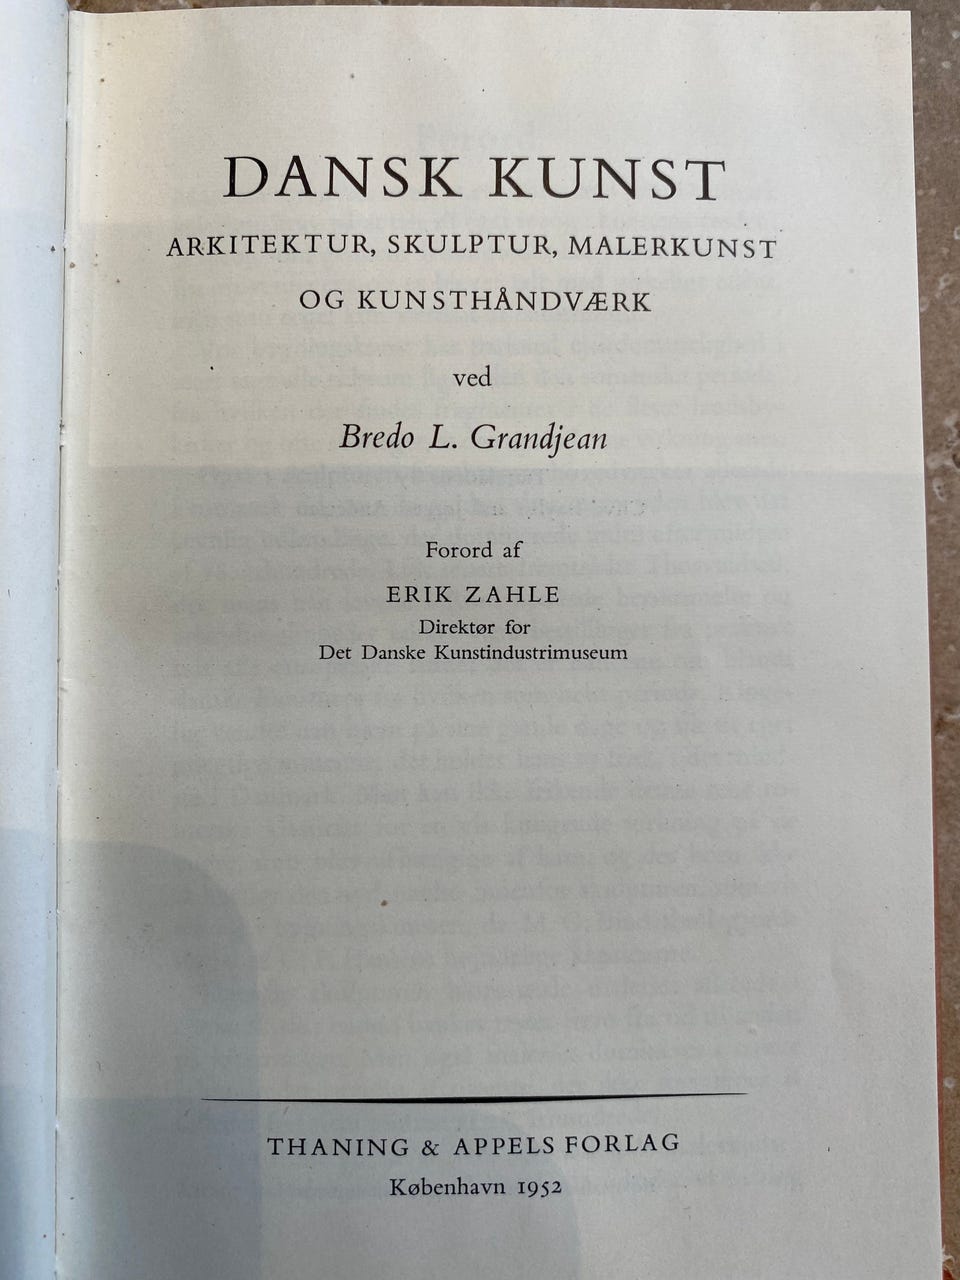 DANSK KUNST
ARKITEKTUR, SKULPTUR, MALERKUNST
OG KUNSTHÅNDVÆRK
ved
Bredo L. Grandjean
Forord af
ERIK ZAHLE
Direktør for
Det Danske Kunstindustrimuseum
THANING & APPELS FORLAG
København 1952